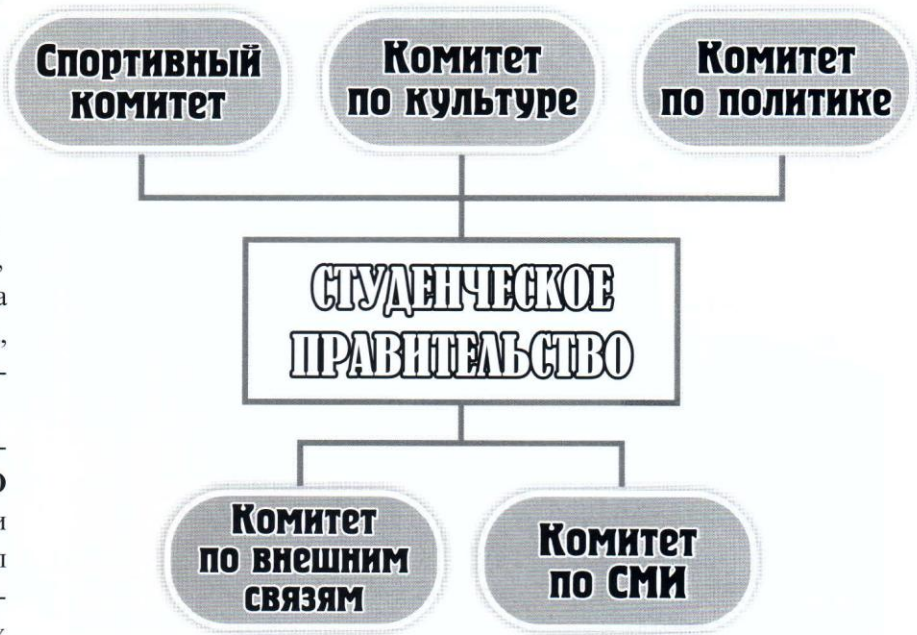 Спортивный
комитет
Комитет
по культуре
Комитет
по политике
СТУДЕНЧЕСКОЕ
ПРАВИТЕЛЬСТВО
Комитет
по внешним
связям
Комитет
по СМИ